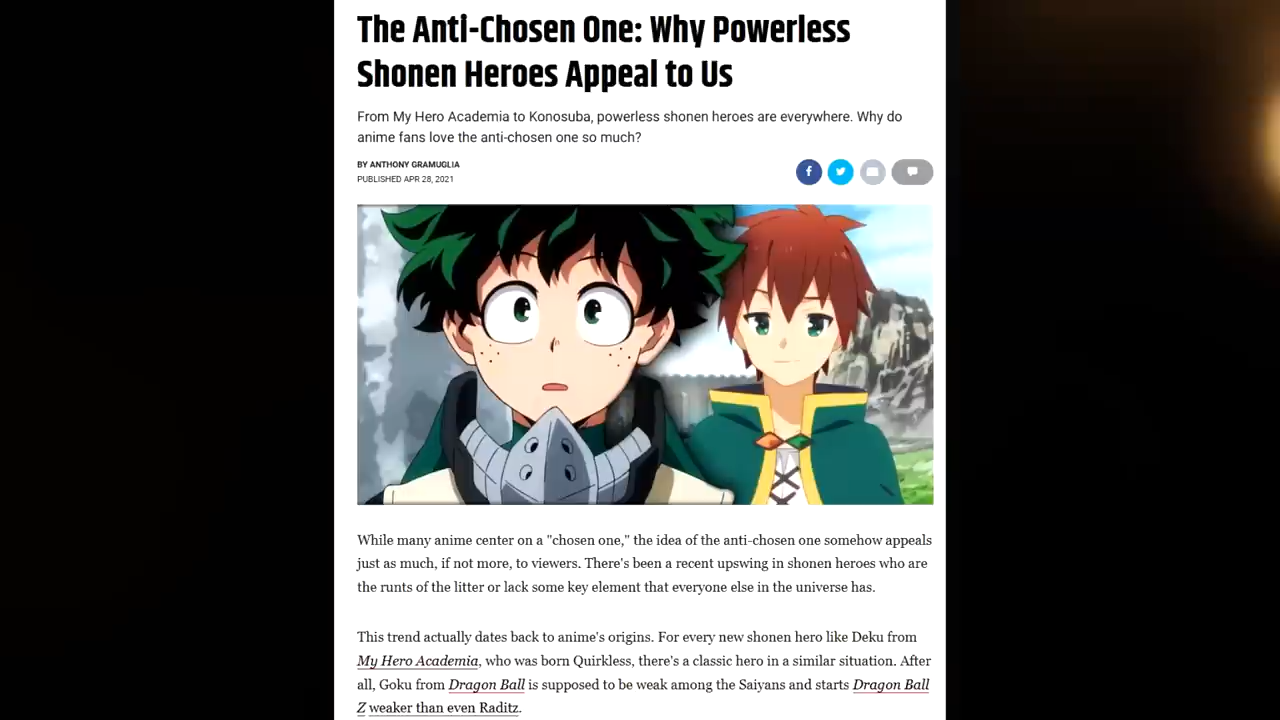 The Anti-Chosen One: Why Powerless
Shonen Heroes Appeal to Us
From My Hero Academia to Konosuba, powerless shonen heroes are everywhere. Why do
anime fans love the anti-chosen one so much?
BY ANTHONY GRAMUGLIA
PUBLISHED APR 28, 2021
While many anime center on a "chosen one," the idea of the anti-chosen one somehow appeals
just as much, if not more, to viewers. There's been a recent upswing in shonen heroes who are
the runts of the litter or lack some key element that everyone else in the universe has.
This trend actually dates back to anime's origins. For every new shonen hero like Deku from
My Hero Academia, who was born Quirkless, there's a classic hero in a similar situation. After
all, Goku from Dragon Ball is supposed to be weak among the Saiyans and starts Dragon Ball
Z weaker than even Raditz.